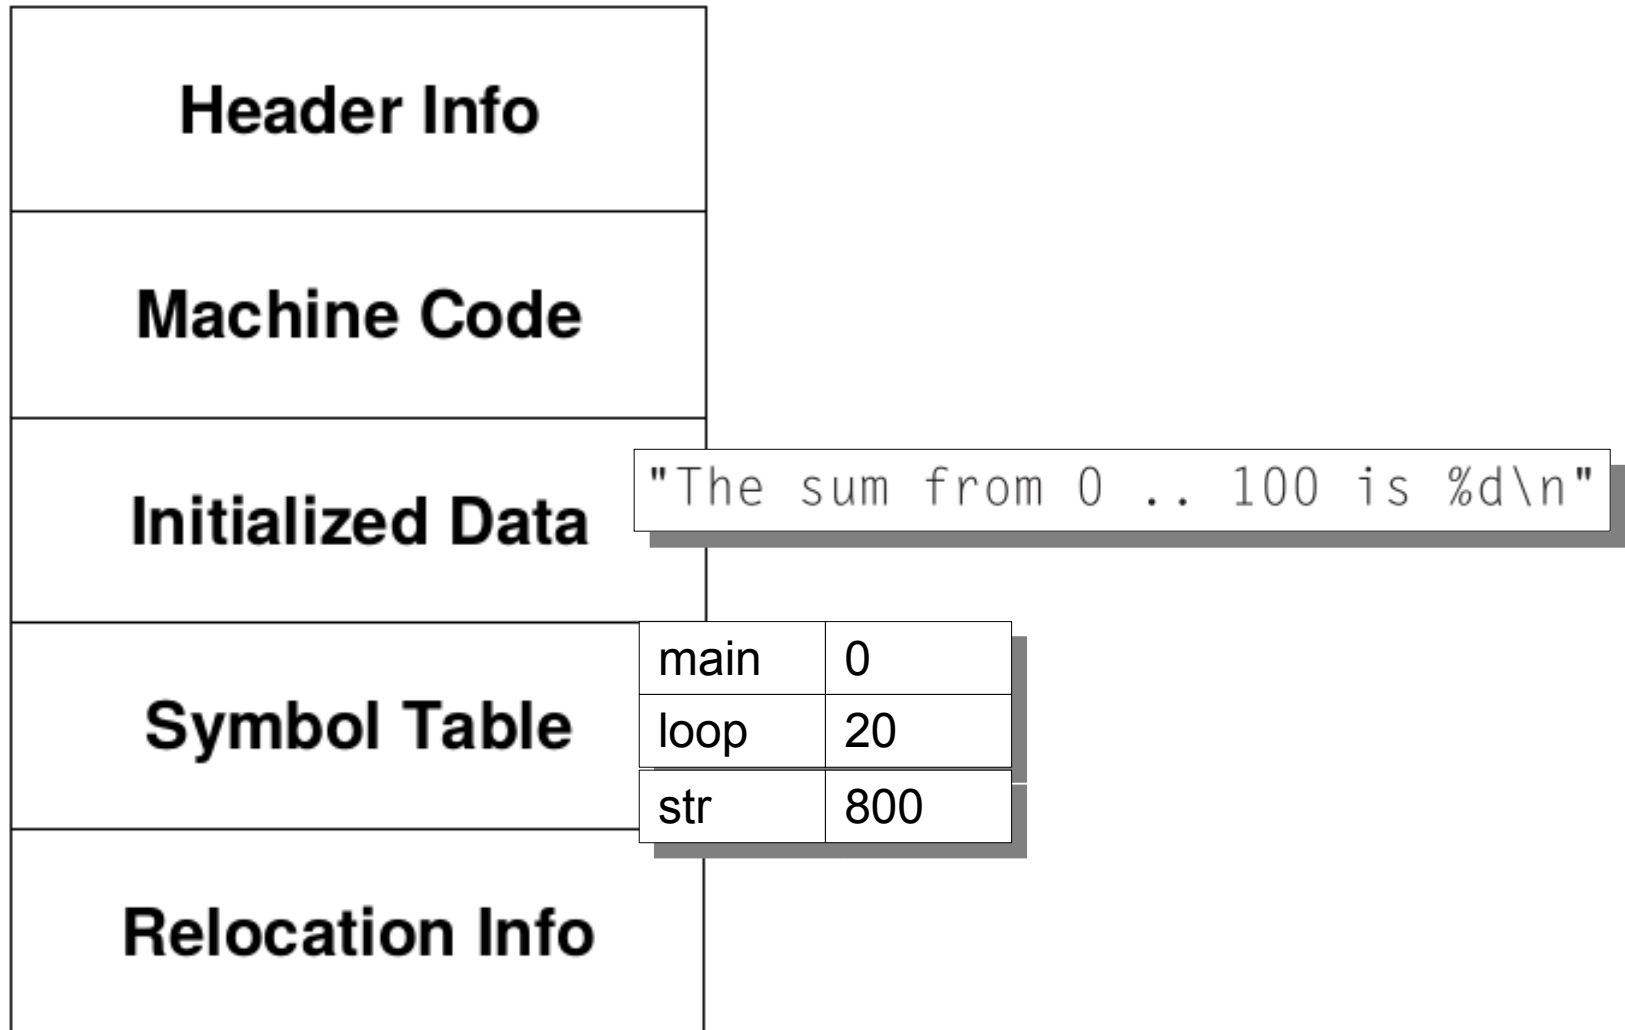 Header Info
Machine Code
Initialized Data
"The sum from 0 .. 100 is %d\n"
Symbol Table
main 0
loop 20
str 800
Relocation Info